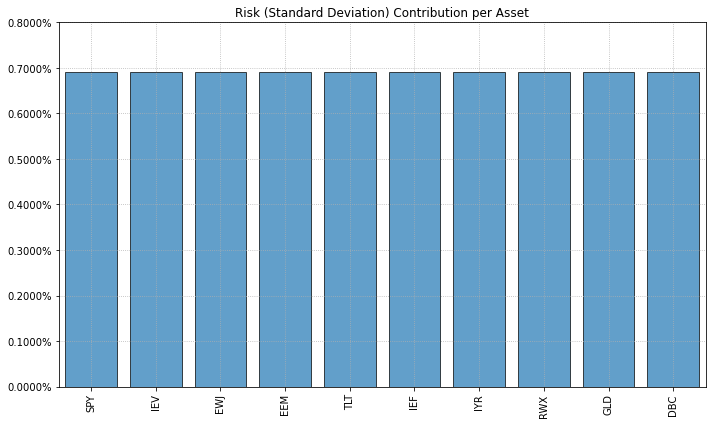 Risk (Standard Deviation) Contribution per Asset
0.8000%
0.7000%
0.6000%
0.5000%
0.4000%
0.3000%
0.2000%
0.1000%
0.0000%
SPY
IEV
EWJ
EEM
TLT
IEF
IYR
RWX
GLD
DBC